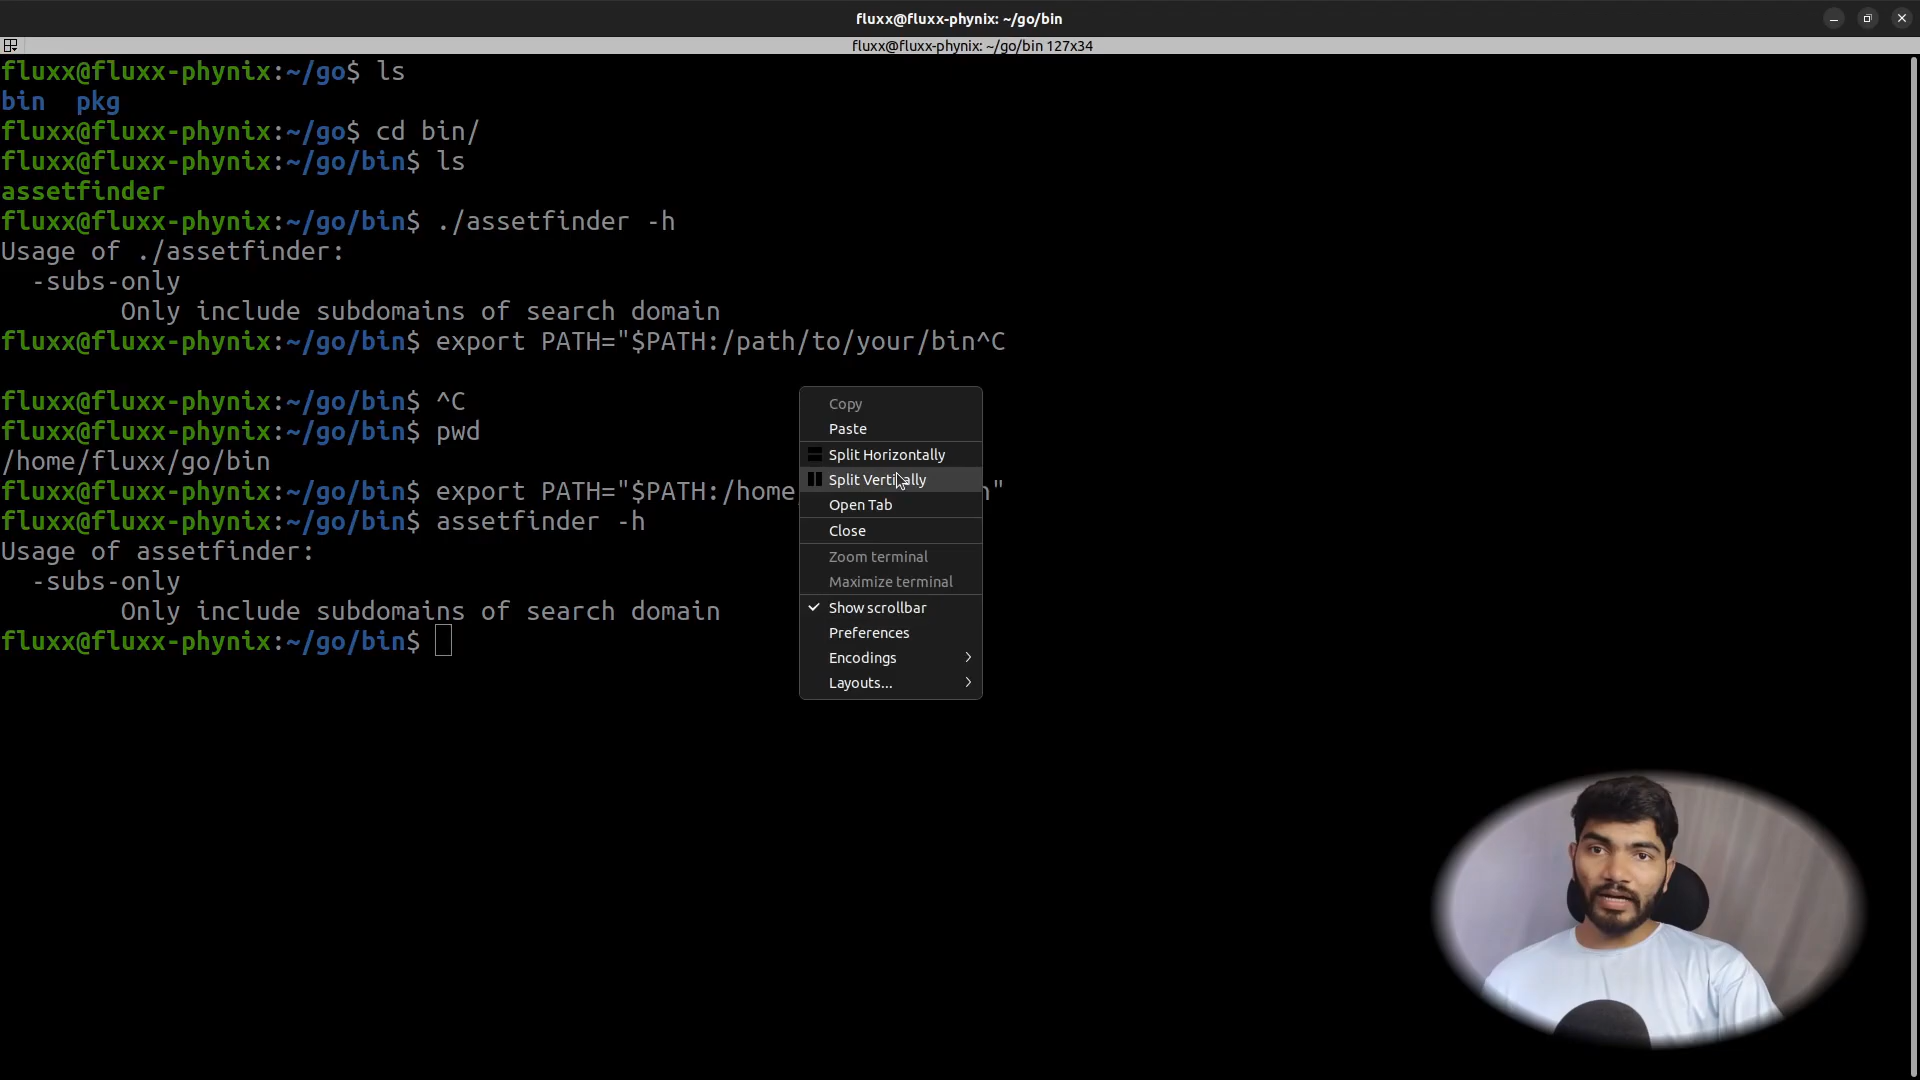 fluxx@fluxx-phynix: ~/go/bin
fluxx@fluxx-phynix: ~/go/bin 127x34
fluxx@fluxx-phynix:~/go$ ls
bin  pkg
fluxx@fluxx-phynix:~/go$ cd bin/
fluxx@fluxx-phynix:~/go/bin$ ls
assetfinder
fluxx@fluxx-phynix:~/go/bin$ ./assetfinder -h
Usage of ./assetfinder:
  -subs-only
        Only include subdomains of search domain
fluxx@fluxx-phynix:~/go/bin$ export PATH="$PATH:/path/to/your/bin^C
fluxx@fluxx-phynix:~/go/bin$ ^C
fluxx@fluxx-phynix:~/go/bin$ pwd
/home/fluxx/go/bin
fluxx@fluxx-phynix:~/go/bin$ export PATH="$PATH:/home n"
fluxx@fluxx-phynix:~/go/bin$ assetfinder -h
Usage of assetfinder:
  -subs-only
        Only include subdomains of search domain
fluxx@fluxx-phynix:~/go/bin$
Copy
Paste
Split Horizontally
Split Vertically
Open Tab
Close
Zoom terminal
Maximize terminal
Show scrollbar
Preferences
Encodings
Layouts...